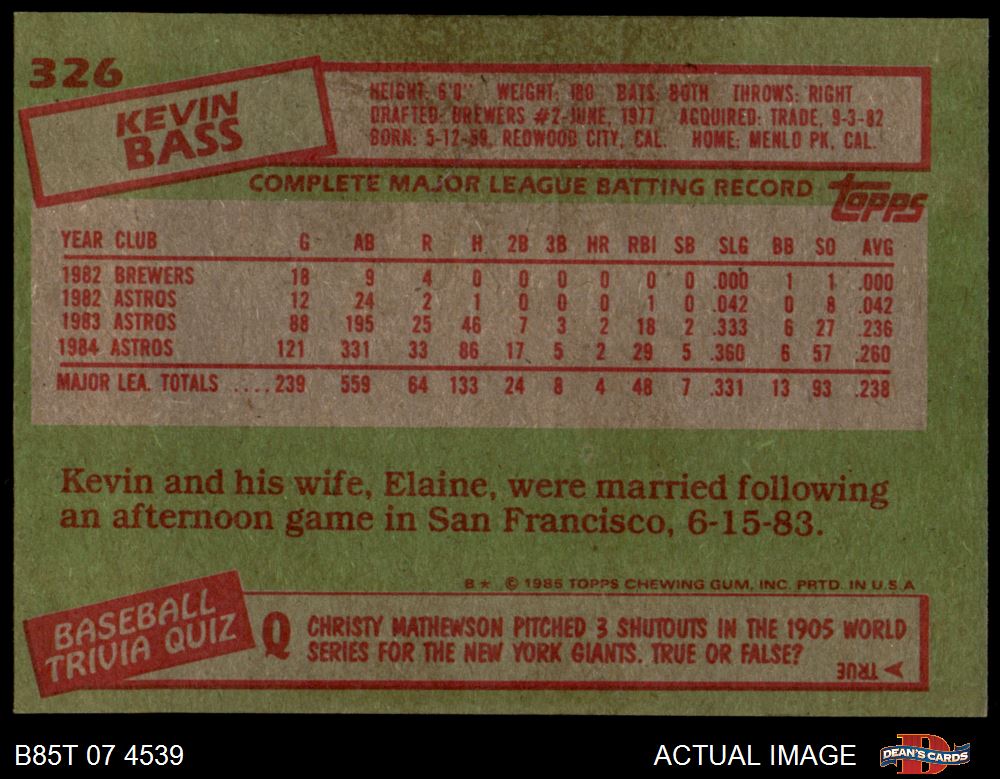 326
KEVIN
BASS
HEIGHT: 6'0" WEIGHT: 180 BATS: BOTH THROWS: RIGHT
DRAFTED: BREWERS #2-JUNE, 1977 ACQUIRED: TRADE, 9-3-82
BORN: 5-12-59, REDWOOD CITY, CAL. HOME: MENLO PK, CAL.
COMPLETE MAJOR LEAGUE BATTING RECORD
topps
YEAR CLUB G AB R H 2B 3B HR RBI SB SLG BB SO AVG
1982 BREWERS 18 9 4 0 0 0 0 0 0 .000 1 1 .000
1982 ASTROS 12 24 2 1 0 0 0 1 0 .042 0 8 .042
1983 ASTROS 88 195 25 46 7 3 2 18 2 .333 6 27 .236
1984 ASTROS 121 331 33 86 17 5 2 29 5 .360 6 57 .260
MAJOR LEA. TOTALS ....239 559 64 133 24 8 4 48 7 .331 13 93 .238
Kevin and his wife, Elaine, were married following
an afternoon game in San Francisco, 6-15-83.
B★ © 1985 TOPPS CHEWING GUM, INC. PRTD. IN U.S.A
BASEBALL
TRIVIA QUIZ
Q CHRISTY MATHEWSON PITCHED 3 SHUTOUTS IN THE 1905 WORLD
SERIES FOR THE NEW YORK GIANTS. TRUE OR FALSE?
TRUE
B85T 07 4539
ACTUAL IMAGE
D
DEAN'S CARDS